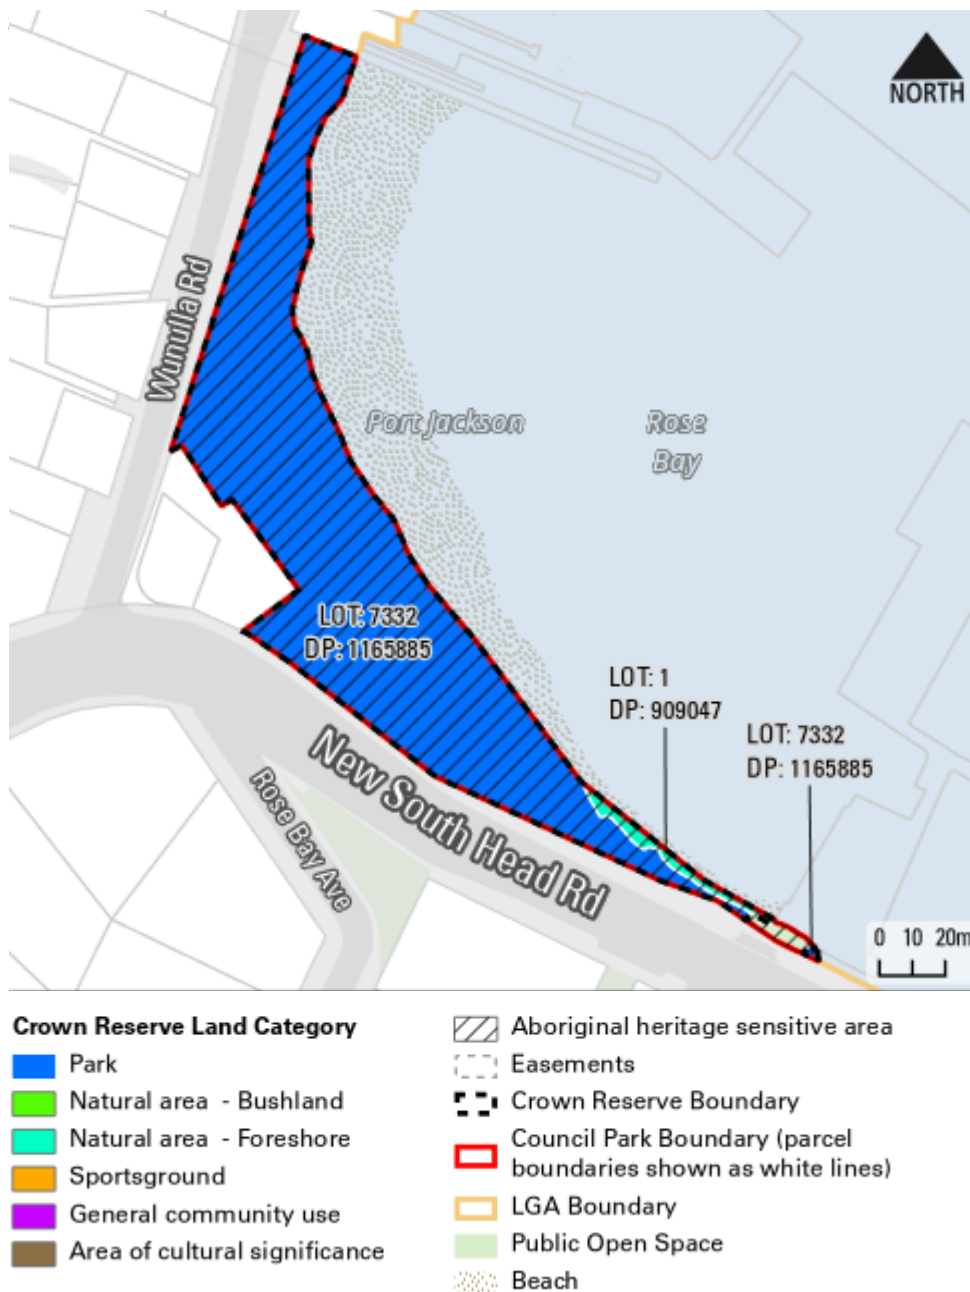 NORTH
Wunulla Rd
Port Jackson
Rose
Bay
LOT: 7332
DP: 1165885
LOT: 1
DP: 909047
LOT: 7332
DP: 1165885
New South Head Rd
Rose Bay Ave
0 10 20m
Crown Reserve Land Category
Park
Natural area - Bushland
Natural area - Foreshore
Sportsground
General community use
Area of cultural significance
Aboriginal heritage sensitive area
Easements
Crown Reserve Boundary
Council Park Boundary (parcel
boundaries shown as white lines)
LGA Boundary
Public Open Space
Beach